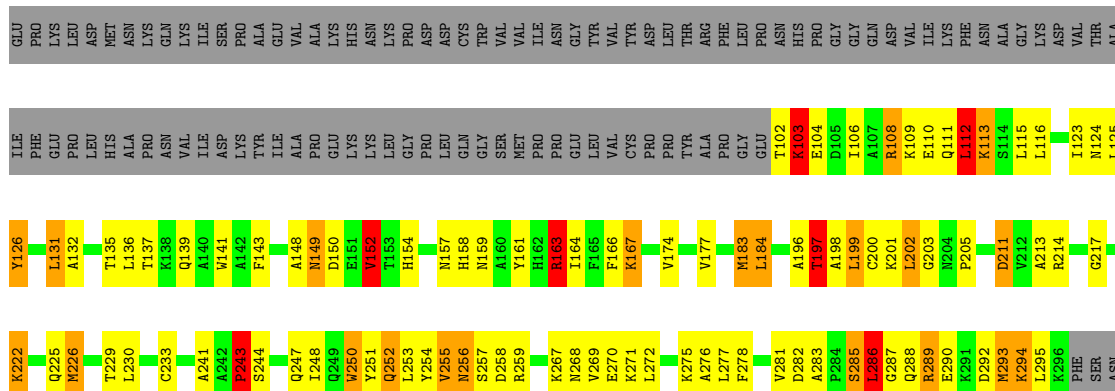 GLU PRO LYS LEU ASP MET ASN LYS GLY LYS ILE SER PRO ALA GLU VAL ALA LYS HIS ASN LYS PRO ASP ASP CYS TRP VAL VAL ILE ASN GLY TYR VAL TYR ASP LEU THR ARG PHE LEU PRO ASN HIS PRO GLY GLY GLN ASP VAL ILE LYS PHE ASN ALA GLY LYS ASP VAL THR ALA
ILE PHE GLU PRO LEU HIS ALA PRO ASN VAL ILE ASP LYS TYR ILE ALA PRO GLU LYS LYS LEU GLY PRO LEU GLN GLY SER MET PRO PRO GLU LEU VAL CYS PRO PRO TYR ALA PRO GLY GLU T102 K103 E104 D105 I106 A107 R108 K109 E110 Q111 L112 K113 S114 L115 L116 I123 N124 L125
Y126 L131 A132 T135 L136 T137 K138 Q139 A140 W141 A142 F143 A148 N149 D150 E151 V152 T153 H154 N157 H158 N159 A160 Y161 H162 R163 I164 F165 F166 K167 V174 V177 M183 L184 A196 T197 A198 L199 C200 K201 L202 G203 N204 P205 D211 V212 A213 R214 G217
K222 Q225 M226 T229 L230 C233 A241 A242 P243 S244 Q247 I248 Q249 W250 Y251 Q252 L253 Y254 V255 N256 S257 D258 R259 K267 N268 V269 E270 K271 L272 K275 A276 L277 F278 V281 D282 A283 P284 S285 L286 G287 Q288 R289 E290 K291 D292 M293 K294 L295 K296 PHE SER ASN